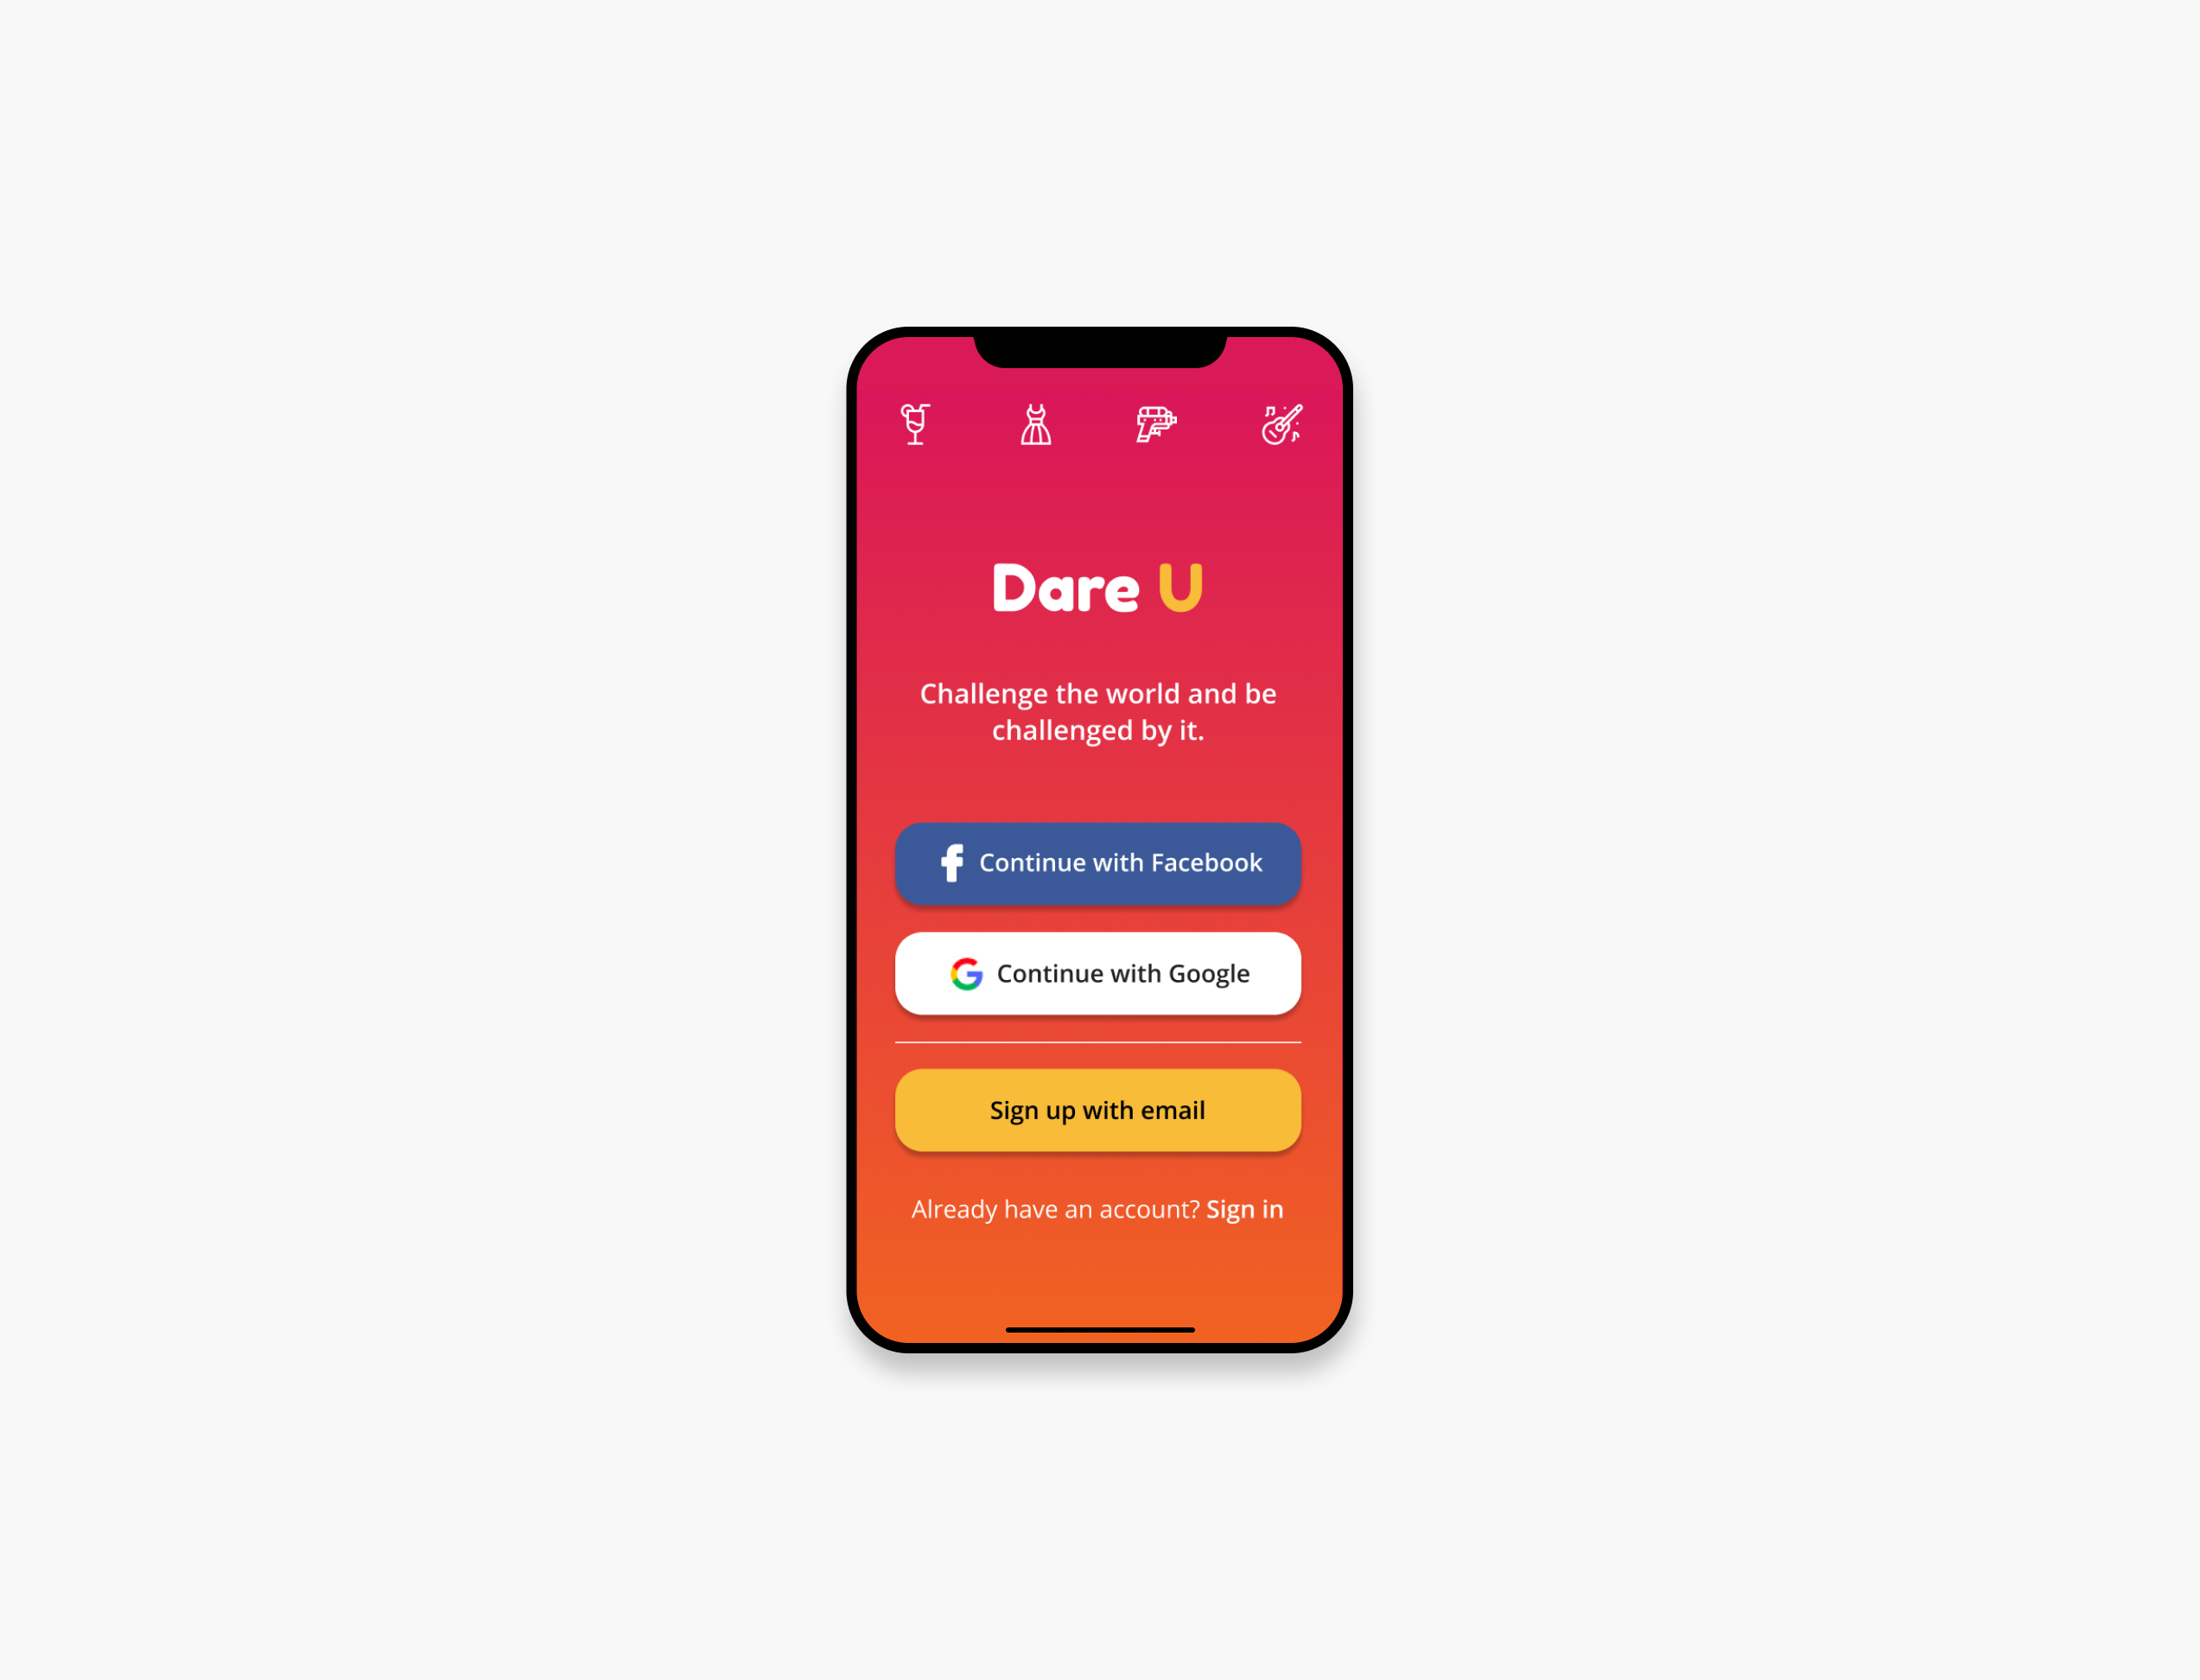 Dare U
Challenge the world and be
challenged by it.
Continue with Facebook
Continue with Google
Sign up with email
Already have an account? Sign in